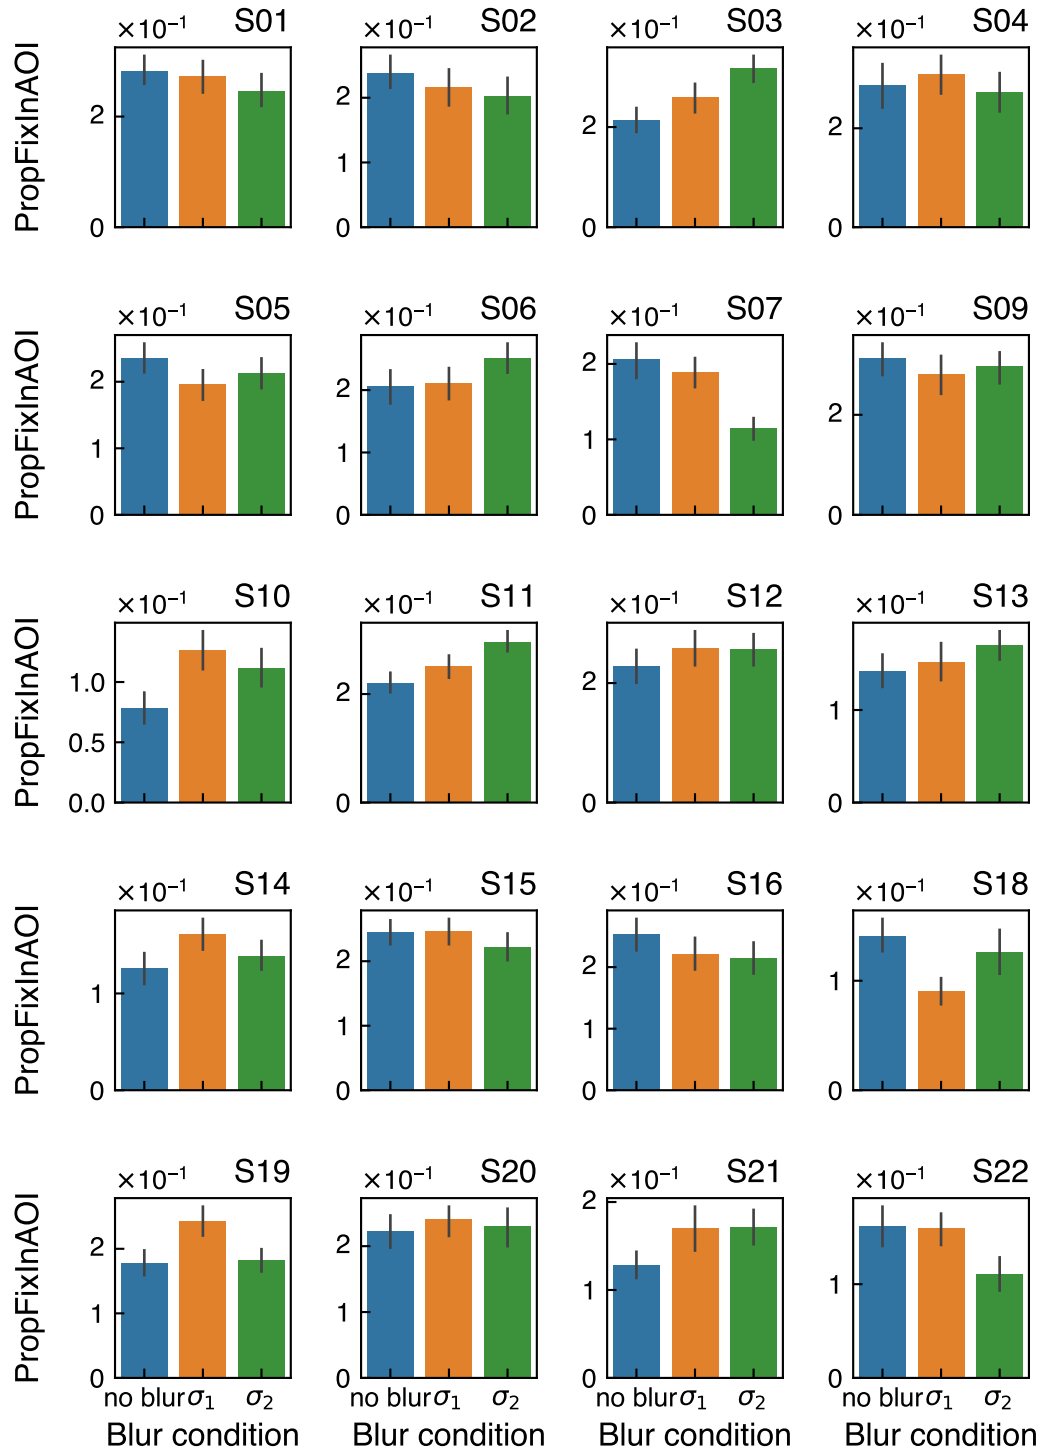 ×10⁻¹ S01 ×10⁻¹ S02 ×10⁻¹ S03 ×10⁻¹ S04
PropFixInAOI
2 2 2 2
1
0 0 0 0
×10⁻¹ S05 ×10⁻¹ S06 ×10⁻¹ S07 ×10⁻¹ S09
PropFixInAOI
2 2 2 2
1 1 1
0 0 0 0
×10⁻¹ S10 ×10⁻¹ S11 ×10⁻¹ S12 ×10⁻¹ S13
PropFixInAOI
1.0 2 2 1
0.5
0.0 0 0 0
×10⁻¹ S14 ×10⁻¹ S15 ×10⁻¹ S16 ×10⁻¹ S18
PropFixInAOI
1 2 2 1
1 1
0 0 0 0
×10⁻¹ S19 ×10⁻¹ S20 ×10⁻¹ S21 ×10⁻¹ S22
PropFixInAOI
2 2 2 1
1 1 1
0 0 0 0
no blur σ₁ σ₂ no blur σ₁ σ₂ no blur σ₁ σ₂ no blur σ₁ σ₂
Blur condition Blur condition Blur condition Blur condition